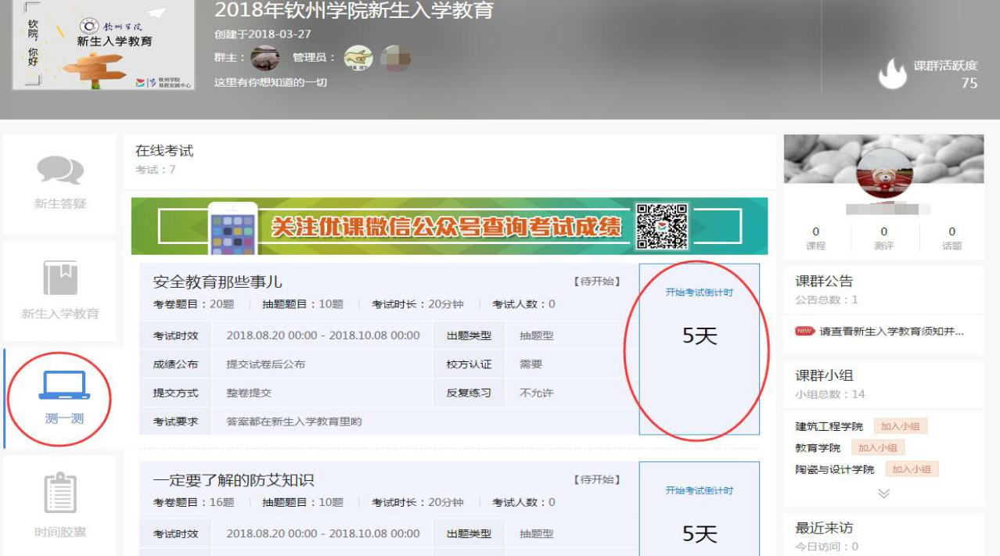 钦院，你好
钦州学院
新生入学教育
钦州学院
易班发展中心
2018年钦州学院新生入学教育
创建于2018-03-27
群主： 管理员：
这里有你想知道的一切
课群活跃度
75
新生答疑
新生入学教育
测一测
时间胶囊
在线考试
考试：7
关注优课微信公众号查询考试成绩
安全教育那些事儿 【待开始】
考卷题目：20题 抽题题目：10题 考试时长：20分钟 考试人数：0
考试时效 2018.08.20 00:00 - 2018.10.08 00:00 出题类型 抽题型
成绩公布 提交试卷后公布 校方认证 需要
提交方式 整卷提交 反复练习 不允许
考试要求 答案都在新生入学教育里哟
开始考试倒计时
5天
一定要了解的防艾知识 【待开始】
考卷题目：16题 抽题题目：10题 考试时长：20分钟 考试人数：0
考试时效 2018.08.20 00:00 - 2018.10.08 00:00 出题类型 抽题型
开始考试倒计时
5天
0 0 0
课程 测评 话题
课群公告
公告总数：1
NEW 请查看新生入学教育须知并...
课群小组
小组总数：14
建筑工程学院 加入小组
教育学院 加入小组
陶瓷与设计学院 加入小组
最近来访
今日访问：0